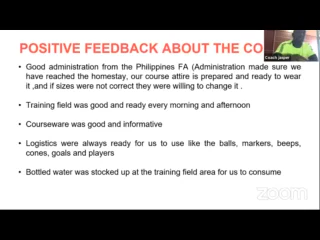 POSITIVE FEEDBACK ABOUT THE CO
• Good administration from the Philippines FA (Administration made sure we
have reached the homestay, our course attire is prepared and ready to wear
it ,and if sizes were not correct they were willing to change it .
• Training field was good and ready every morning and afternoon
• Courseware was good and informative
• Logistics were always ready for us to use like the balls, markers, beeps,
cones, goals and players
• Bottled water was stocked up at the training field area for us to consume
Coach Jasper
zoom